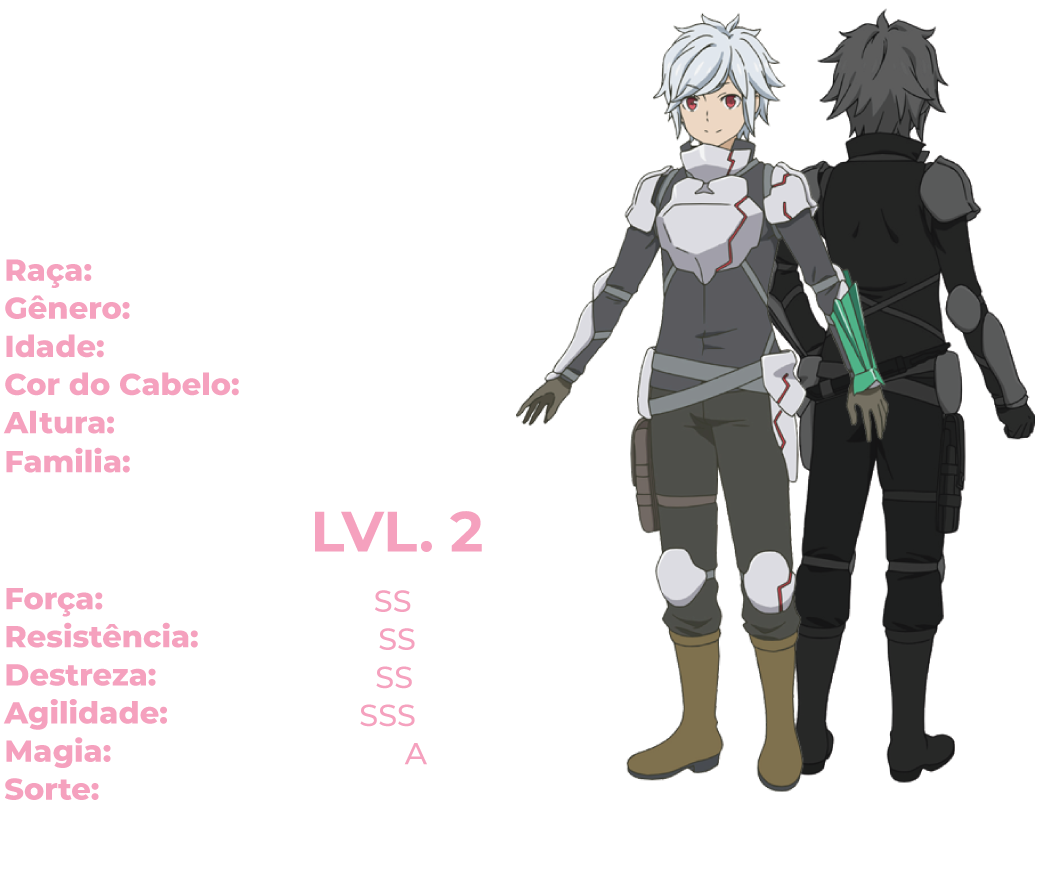 Raça:
Gênero:
Idade:
Cor do Cabelo:
Altura:
Familia:
LVL. 2
Força: SS
Resistência: SS
Destreza: SS
Agilidade: SSS
Magia: A
Sorte: